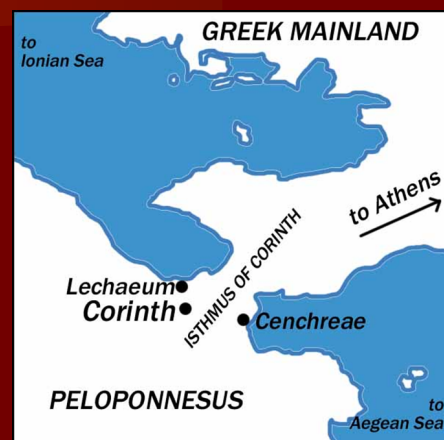 GREEK MAINLAND
to
Ionian Sea
to Athens
ISTHMUS OF CORINTH
Lechaeum
Corinth
Cenchreae
PELOPONNESUS
to
Aegean Sea